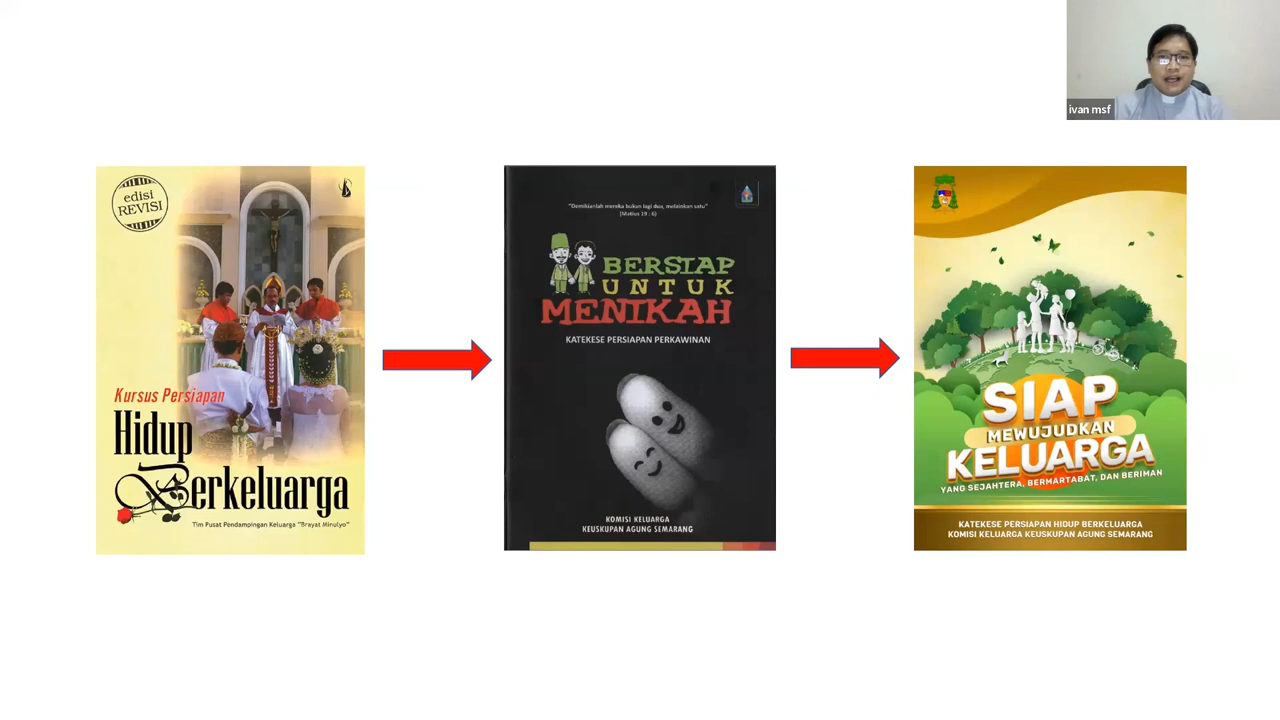 ivan msf
edisi
REVISI
Kursus Persiapan
Hidup
Berkeluarga
Tim Pusat Pendampingan Keluarga "Brayat Minulyo"
"Demikianlah mereka bukan lagi dua, melainkan satu"
(Matius 19 : 6)
BERSIAP
UNTUK
MENIKAH
KATEKESE PERSIAPAN PERKAWINAN
KOMISI KELUARGA
KEUSKUPAN AGUNG SEMARANG
SIAP
MEWUJUDKAN
KELUARGA
YANG SEJAHTERA, BERMARTABAT, DAN BERIMAN
KATEKESE PERSIAPAN HIDUP BERKELUARGA
KOMISI KELUARGA KEUSKUPAN AGUNG SEMARANG